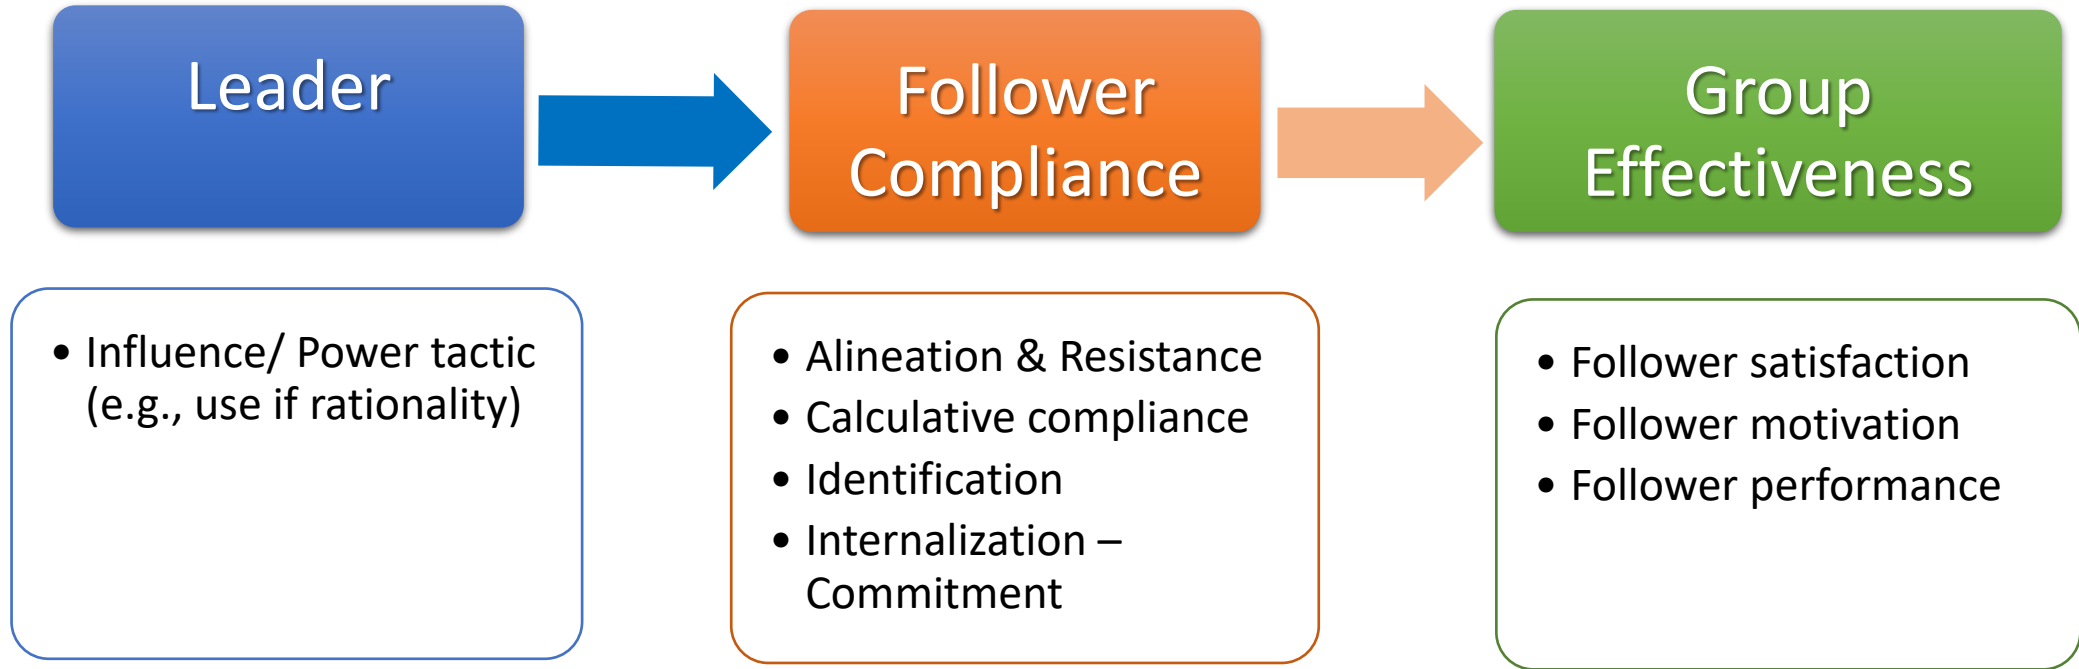 Leader
Follower
Compliance
Group
Effectiveness
• Influence/ Power tactic
(e.g., use if rationality)
• Alineation & Resistance
• Calculative compliance
• Identification
• Internalization –
Commitment
• Follower satisfaction
• Follower motivation
• Follower performance